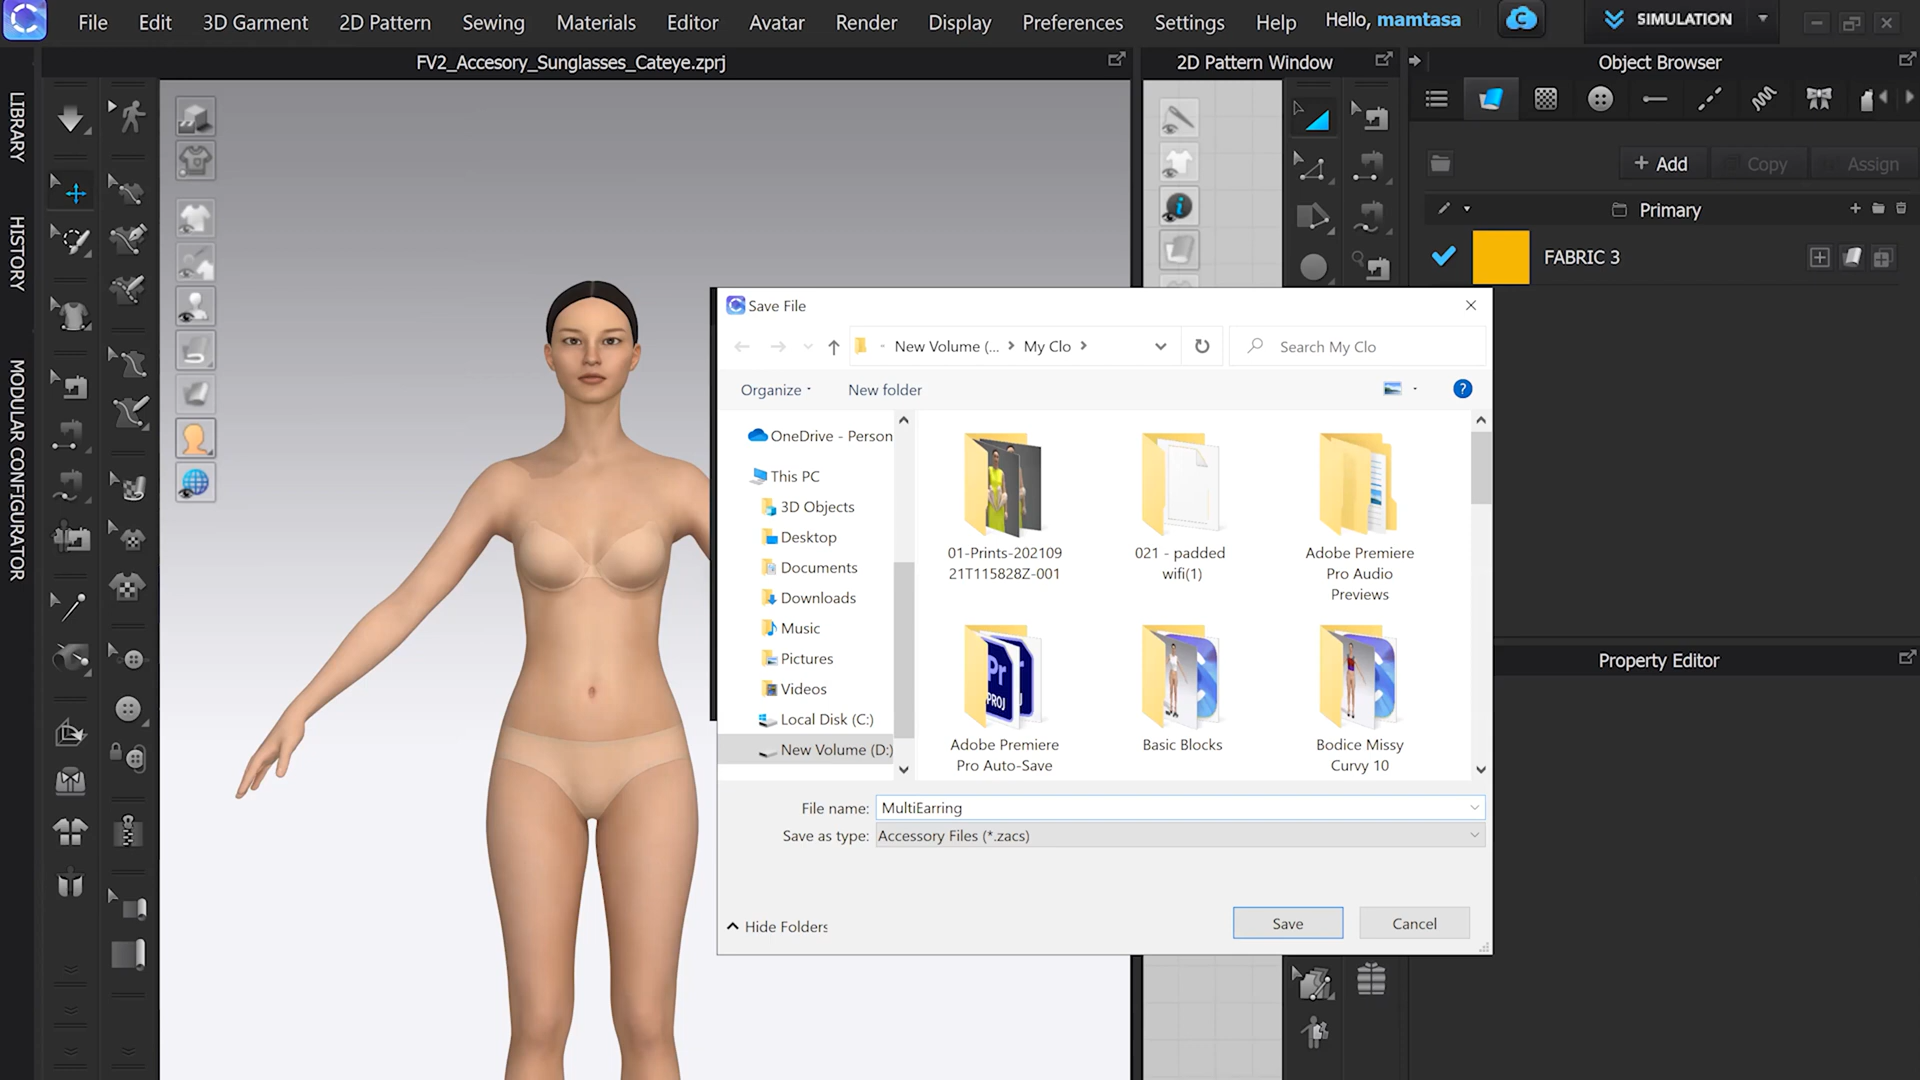 File Edit 3D Garment 2D Pattern Sewing Materials Editor Avatar Render Display Preferences Settings Help Hello, mamtasa SIMULATION
FV2_Accesory_Sunglasses_Cateye.zprj
2D Pattern Window
Object Browser
LIBRARY
HISTORY
MODULAR CONFIGURATOR
+ Add Copy Assign
Primary
FABRIC 3
Property Editor
Save File
New Volume (... > My Clo >
Search My Clo
Organize
New folder
OneDrive - Person
This PC
3D Objects
Desktop
Documents
Downloads
Music
Pictures
Videos
Local Disk (C:)
New Volume (D:)
01-Prints-202109
21T115828Z-001
021 - padded
wifi(1)
Adobe Premiere
Pro Audio
Previews
Pr
PROJ
Adobe Premiere
Pro Auto-Save
Basic Blocks
Bodice Missy
Curvy 10
File name: MultiEarring
Save as type: Accessory Files (*.zacs)
Hide Folders
Save
Cancel